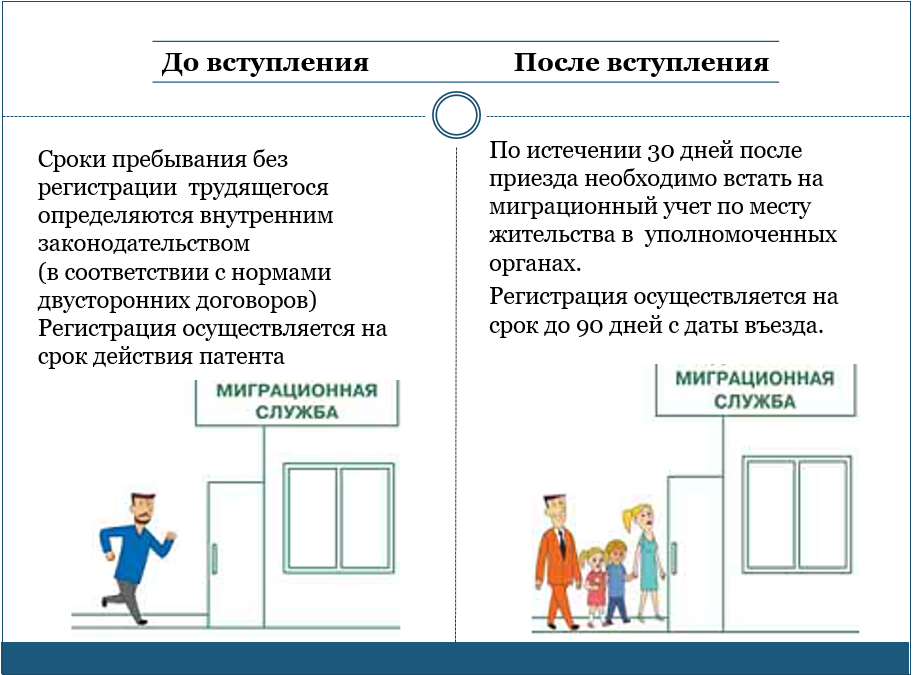 До вступления
После вступления
Сроки пребывания без
регистрации трудящегося
определяются внутренним
законодательством
(в соответствии с нормами
двусторонних договоров)
Регистрация осуществляется на
срок действия патента
МИГРАЦИОННАЯ
СЛУЖБА
По истечении 30 дней после
приезда необходимо встать на
миграционный учет по месту
жительства в уполномоченных
органах.
Регистрация осуществляется на
срок до 90 дней с даты въезда.
МИГРАЦИОННАЯ
СЛУЖБА